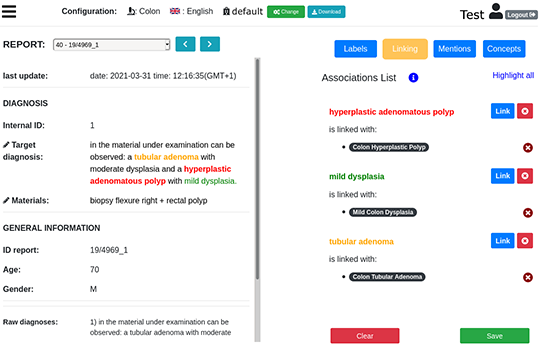 Configuration: : Colon : English default Change Download Test Logout
REPORT: 40 - 19/4969_1
last update: date: 2021-03-31 time: 12:16:35(GMT+1)
DIAGNOSIS
Internal ID: 1
Target diagnosis: in the material under examination can be
observed: a tubular adenoma with
moderate dysplasia and a hyperplastic
adenomatous polyp with mild dysplasia.
Materials: biopsy flexure right + rectal polyp
GENERAL INFORMATION
ID report: 19/4969_1
Age: 70
Gender: M
Raw diagnoses: 1) in the material under examination can be
observed: a tubular adenoma with moderate
Labels Linking Mentions Concepts
Associations List Highlight all
hyperplastic adenomatous polyp Link
is linked with:
Colon Hyperplastic Polyp
mild dysplasia Link
is linked with:
Mild Colon Dysplasia
tubular adenoma Link
is linked with:
Colon Tubular Adenoma
Clear Save